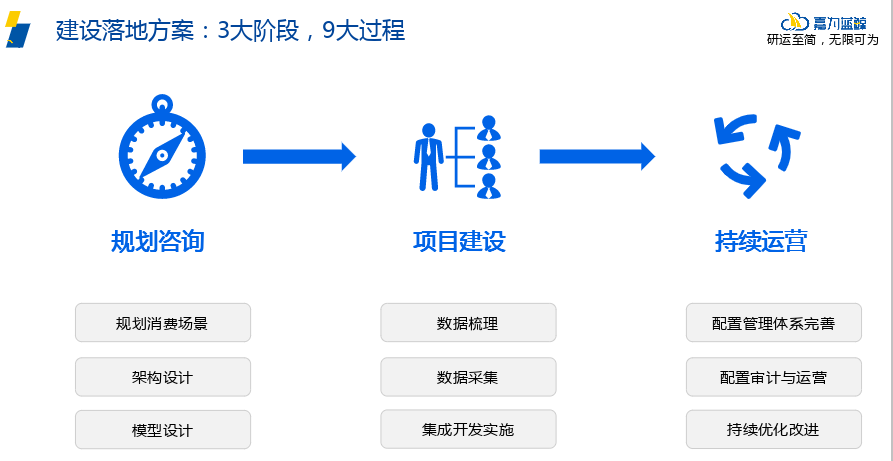 建设落地方案：3大阶段，9大过程
嘉为蓝鲸
研运至简，无限可为
规划咨询
项目建设
持续运营
规划消费场景
数据梳理
配置管理体系完善
架构设计
数据采集
配置审计与运营
模型设计
集成开发实施
持续优化改进